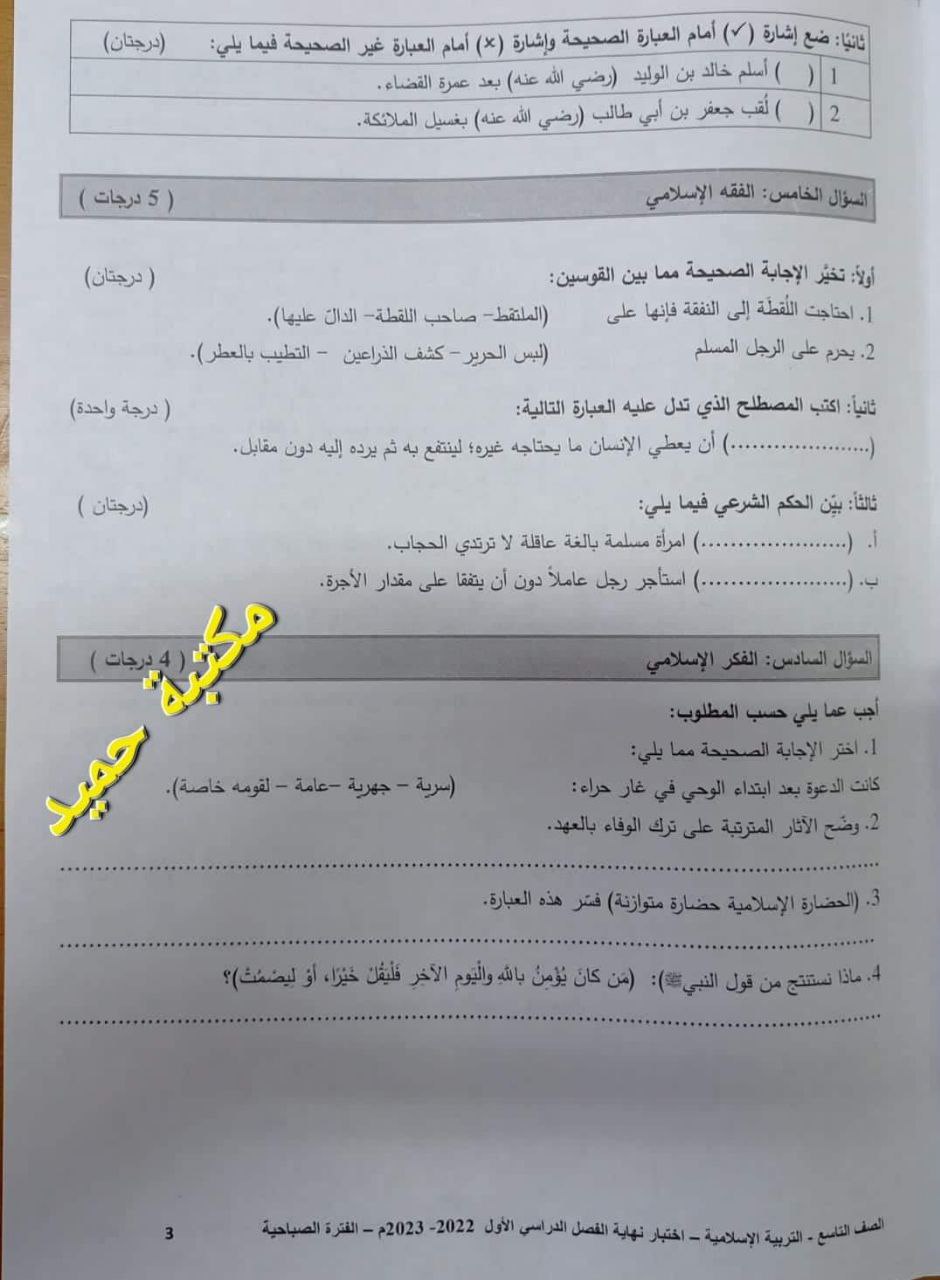 ثانيًا: ضع إشارة (✓) أمام العبارة الصحيحة وإشارة (×) أمام العبارة غير الصحيحة فيما يلي: (درجتان)
1 ( ) أسلم خالد بن الوليد (رضي الله عنه) بعد عمرة القضاء.
2 ( ) لُقب جعفر بن أبي طالب (رضي الله عنه) بغسيل الملائكة.
السؤال الخامس: الفقه الإسلامي ( 5 درجات )
أولاً: تخيَّر الإجابة الصحيحة مما بين القوسين: ( درجتان)
1. احتاجت اللُقطَة إلى النفقة فإنها على (الملتقط– صاحب اللقطة– الدالّ عليها).
2. يحرم على الرجل المسلم (لبس الحرير– كشف الذراعين – التطيب بالعطر).
ثانياً: اكتب المصطلح الذي تدل عليه العبارة التالية: ( درجة واحدة)
(.....................) أن يعطي الإنسان ما يحتاجه غيره؛ لينتفع به ثم يرده إليه دون مقابل.
ثالثاً: بيِّن الحكم الشرعي فيما يلي: (درجتان )
أ. (.....................) امرأة مسلمة بالغة عاقلة لا ترتدي الحجاب.
ب. (.....................) استأجر رجل عاملاً دون أن يتفقا على مقدار الأجرة.
السؤال السادس: الفكر الإسلامي ( 4 درجات )
أجب عما يلي حسب المطلوب:
1. اختر الإجابة الصحيحة مما يلي:
كانت الدعوة بعد ابتداء الوحي في غار حراء: (سرية – جهرية –عامة – لقومه خاصة).
2. وضّح الآثار المترتبة على ترك الوفاء بالعهد.
3. (الحضارة الإسلامية حضارة متوازنة) فسّر هذه العبارة.
4. ماذا نستنتج من قول النبيﷺ): (مَن كانَ يُؤْمِنُ باللهِ والْيَومِ الآخِرِ فَلْيَقُلْ خَيْرًا، أوْ لِيصْمُتْ)؟
مكتبة حميد
الصف التاسع - التربية الإسلامية – اختبار نهاية الفصل الدراسي الأول 2022- 2023م – الفترة الصباحية 3